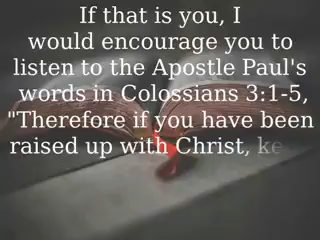 If that is you, I
would encourage you to
listen to the Apostle Paul's
words in Colossians 3:1-5,
"Therefore if you have been
raised up with Christ,